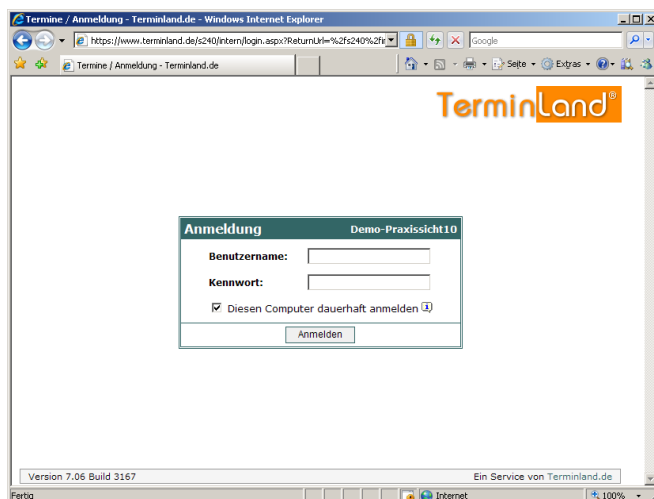 Termine / Anmeldung - Terminland.de - Windows Internet Explorer
https://www.terminland.de/s240/intern/login.aspx?ReturnUrl=%2fs240%2fir
Google
Termine / Anmeldung - Terminland.de
Seite
Extras
TerminLand®
Anmeldung
Demo-Praxissicht10
Benutzername:
Kennwort:
Diesen Computer dauerhaft anmelden
Anmelden
Version 7.06 Build 3167
Ein Service von Terminland.de
Fertig
Internet
100%